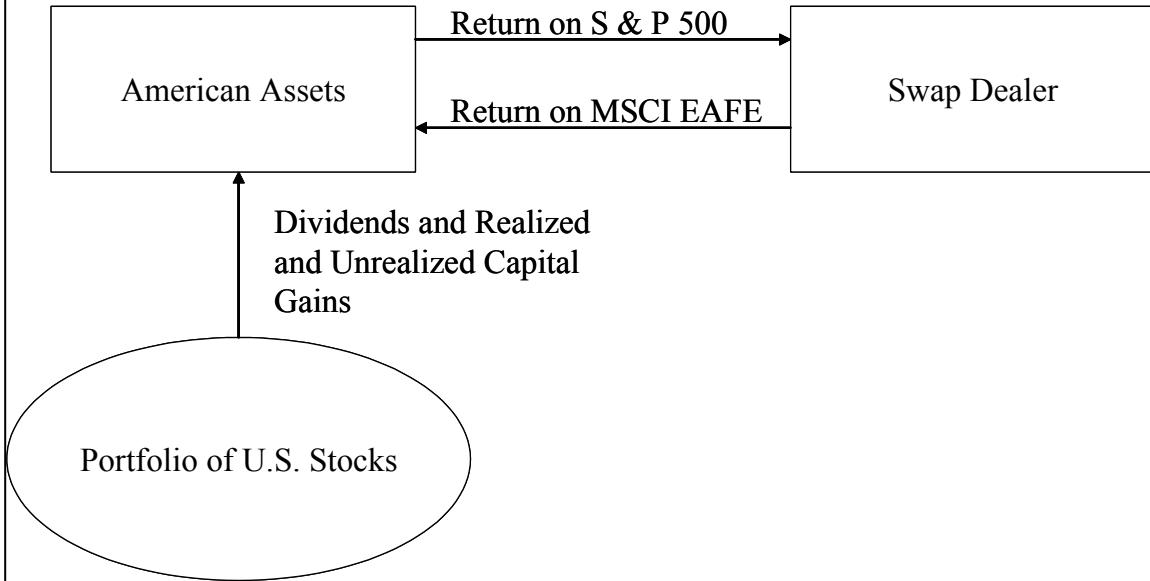 Return on S & P 500
American Assets
Swap Dealer
Return on MSCI EAFE
Dividends and Realized
and Unrealized Capital
Gains
Portfolio of U.S. Stocks